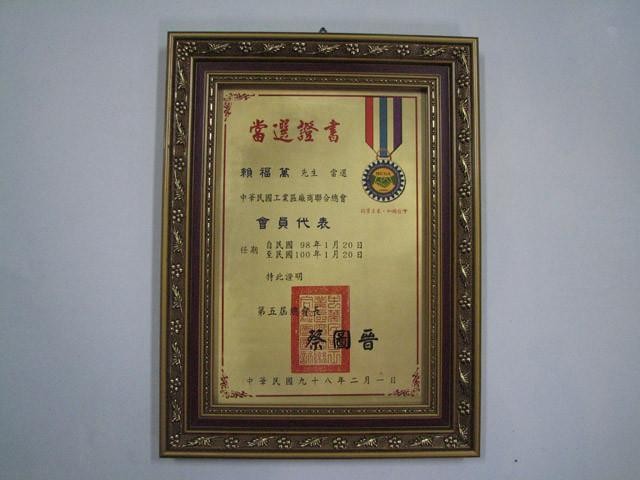 當選證書
賴福萬 先生 當選
中華民國工業區廠商聯合總會
會員代表
任期 自民國 98年1月20日
至民國100年1月20日
特此證明
第五屆總會長
蔡圖晉
中華民國九十八年二月一日